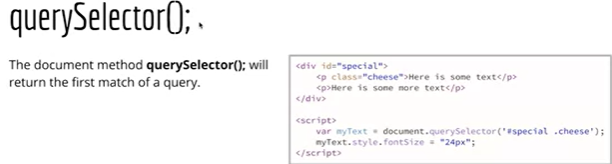 querySelector();
The document method querySelector(); will
return the first match of a query.
<div id="special">
<p class="cheese">Here is some text</p>
<p>Here is some more text</p>
</div>
<script>
var myText = document.querySelector('#special .cheese');
myText.style.fontSize = "24px";
</script>